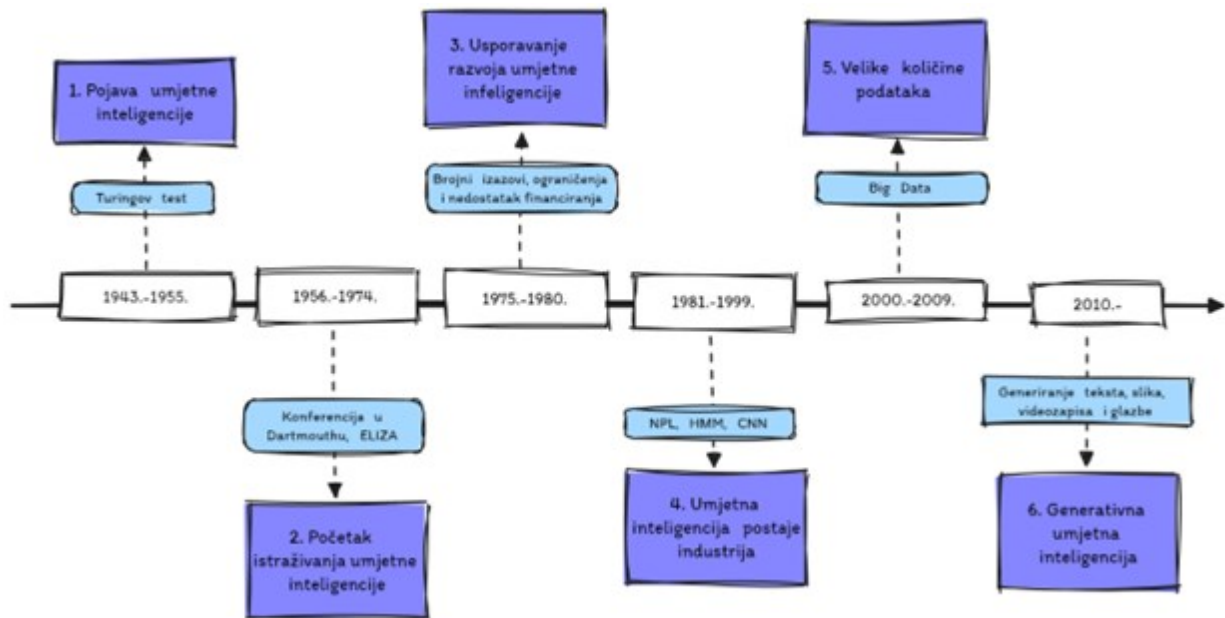 1. Pojava umjetne
inteligencije
Turingov test
1943.-1955.
Konferencija u
Dartmouthu, ELIZA
1956.-1974.
2. Početak
istraživanja umjetne
inteligencije
3. Usporavanje
razvoja umjetne
infeligencije
Brojni izazovi, ograničenja
i nedostatak financiranja
1975.-1980.
1981.-1999.
NPL, HMM, CNN
4. Umjetna
inteligencija postaje
industrija
5. Velike količine
podataka
Big Data
2000.-2009.
2010.-
Generiranje teksta, slika,
videozapisa i glazbe
6. Generativna
umjetna
inteligencija